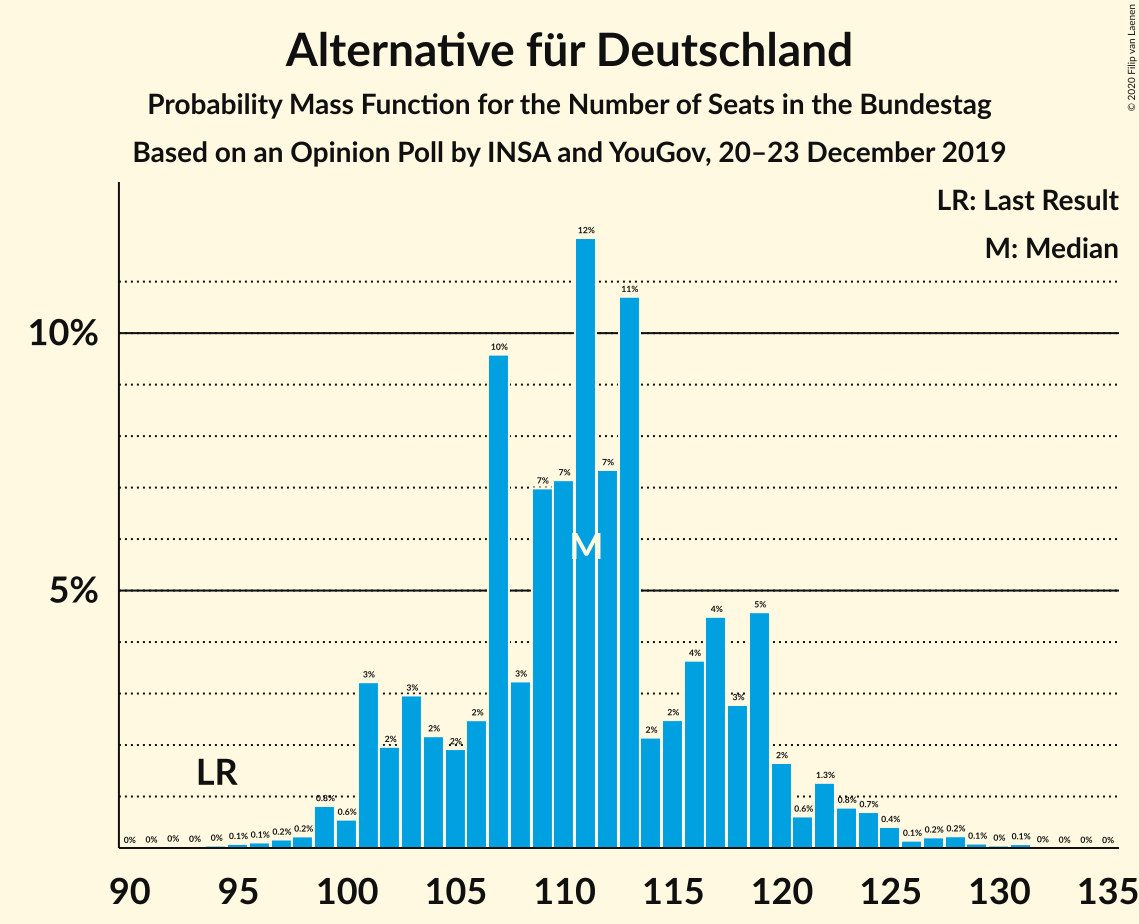 © 2020 Filip van Laenen
Alternative für Deutschland
Probability Mass Function for the Number of Seats in the Bundestag
Based on an Opinion Poll by INSA and YouGov, 20–23 December 2019
LR: Last Result
M: Median
10%
5%
LR
M
0% 0% 0% 0% 0% 0.1% 0.1% 0.2% 0.2% 0.8% 0.6% 3% 2% 3% 2% 2% 2% 10% 3% 7% 7% 12% 7% 11% 2% 2% 4% 4% 3% 5% 2% 0.6% 1.3% 0.8% 0.7% 0.4% 0.1% 0.2% 0.2% 0.1% 0% 0.1% 0% 0% 0% 0%
90 95 100 105 110 115 120 125 130 135